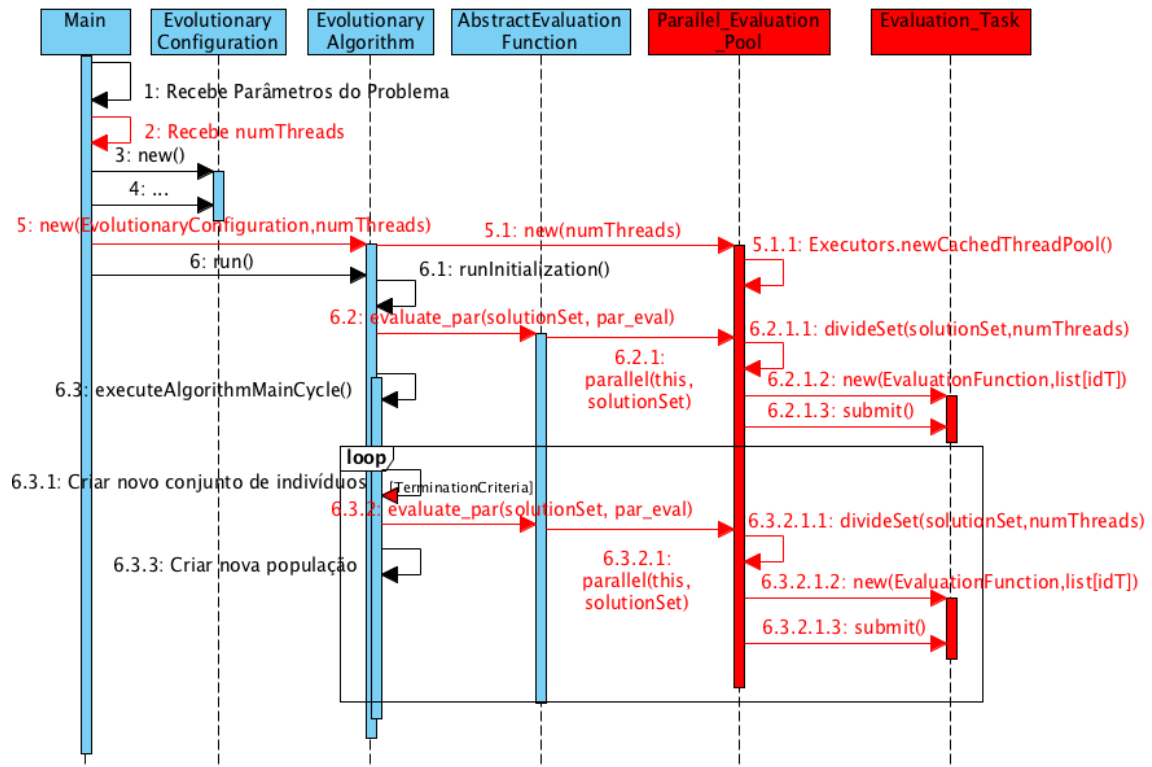 Main
Evolutionary
Configuration
Evolutionary
Algorithm
AbstractEvaluation
Function
Parallel_Evaluation
_Pool
Evaluation_Task
1: Recebe Parâmetros do Problema
2: Recebe numThreads
3: new()
4: ...
5: new(EvolutionaryConfiguration,numThreads)
5.1: new(numThreads)
5.1.1: Executors.newCachedThreadPool()
6: run()
6.1: runInitialization()
6.2: evaluate_par(solutionSet, par_eval)
6.2.1:
parallel(this,
solutionSet)
6.2.1.1: divideSet(solutionSet,numThreads)
6.2.1.2: new(EvaluationFunction,list[idT])
6.2.1.3: submit()
6.3: executeAlgorithmMainCycle()
loop
[TerminationCriteria]
6.3.1: Criar novo conjunto de indivíduos
6.3.2: evaluate_par(solutionSet, par_eval)
6.3.2.1:
parallel(this,
solutionSet)
6.3.2.1.1: divideSet(solutionSet,numThreads)
6.3.2.1.2: new(EvaluationFunction,list[idT])
6.3.2.1.3: submit()
6.3.3: Criar nova população